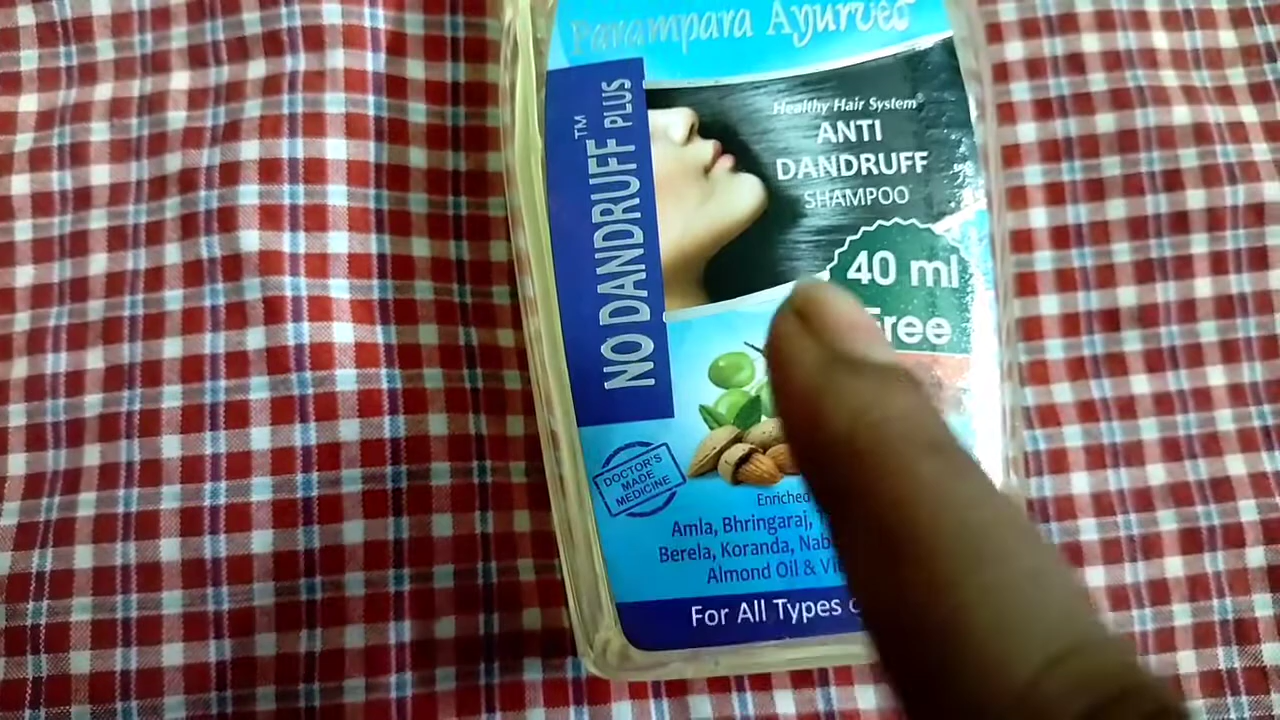 Parampara Ayurved
NO DANDRUFF PLUS™
Healthy Hair System®
ANTI
DANDRUFF
SHAMPOO
40 ml
Free
DOCTOR'S
MADE
MEDICINE
Enriched
Amla, Bhringaraj,
Berela, Koranda,
Almond Oil &
For All Types